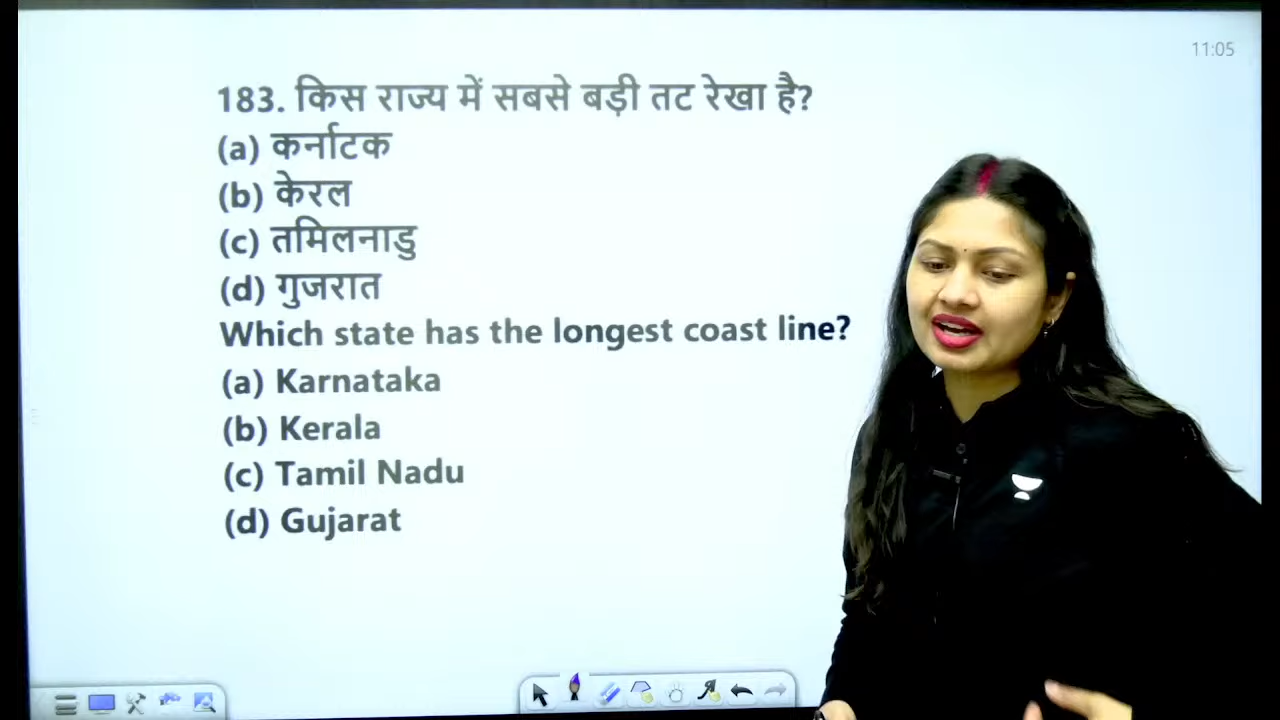 11:05
183. किस राज्य में सबसे बड़ी तट रेखा है?
(a) कर्नाटक
(b) केरल
(c) तमिलनाडु
(d) गुजरात
Which state has the longest coast line?
(a) Karnataka
(b) Kerala
(c) Tamil Nadu
(d) Gujarat